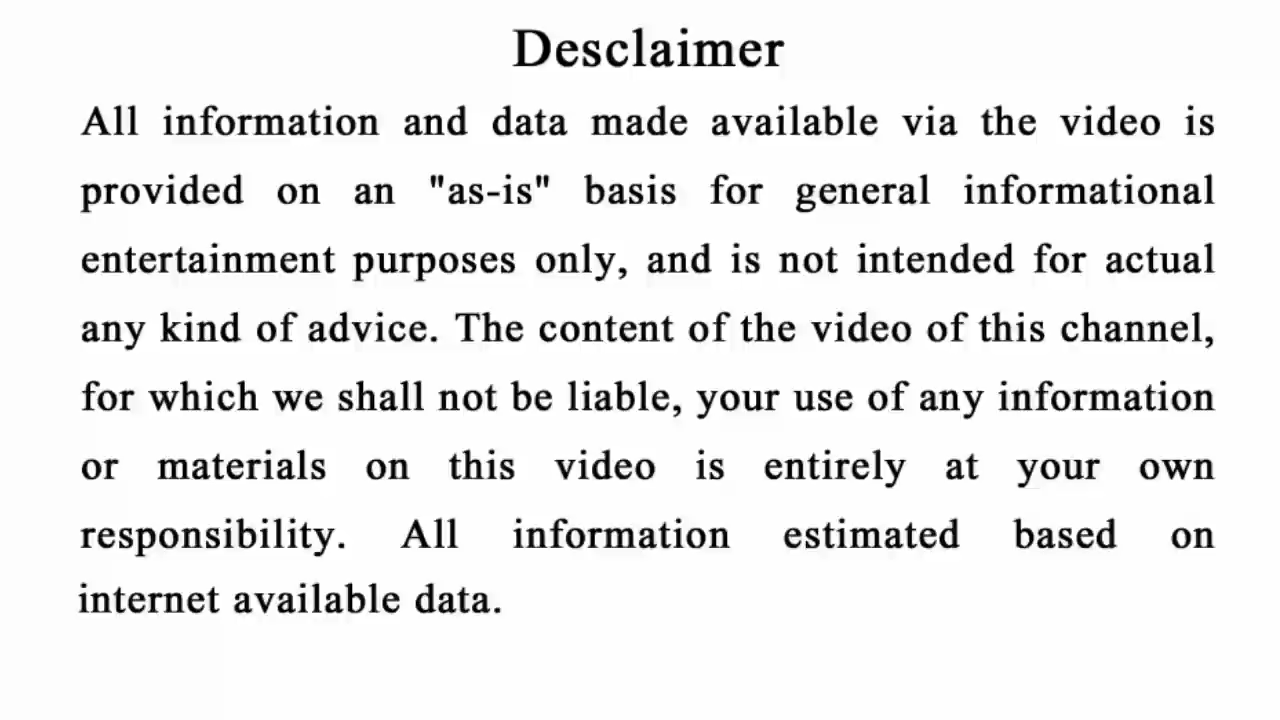 Desclaimer
All information and data made available via the video is
provided on an "as-is" basis for general informational
entertainment purposes only, and is not intended for actual
any kind of advice. The content of the video of this channel,
for which we shall not be liable, your use of any information
or materials on this video is entirely at your own
responsibility. All information estimated based on
internet available data.